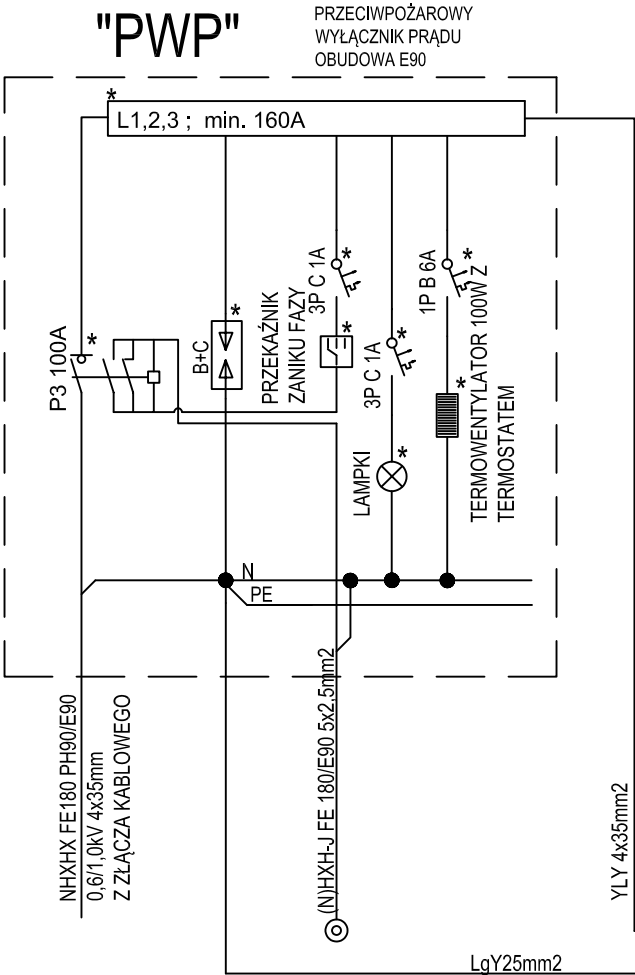 "PWP"
PRZECIWPOŻAROWY
WYŁĄCZNIK PRĄDU
OBUDOWA E90
*
L1,2,3 ; min. 160A
P3 100A
*
B+C
*
PRZEKAŹNIK
ZANIKU FAZY
3P C 1A
*
*
3P C 1A
*
LAMPKI
*
1P B 6A
*
*
TERMOWENTYLATOR 100W Z
TERMOSTATEM
N
PE
NHXHX FE180 PH90/E90
0,6/1,0kV 4x35mm
Z ZŁĄCZA KABLOWEGO
(N)HXH-J FE 180/E90 5x2,5mm2
YLY 4x35mm2
LgY25mm2